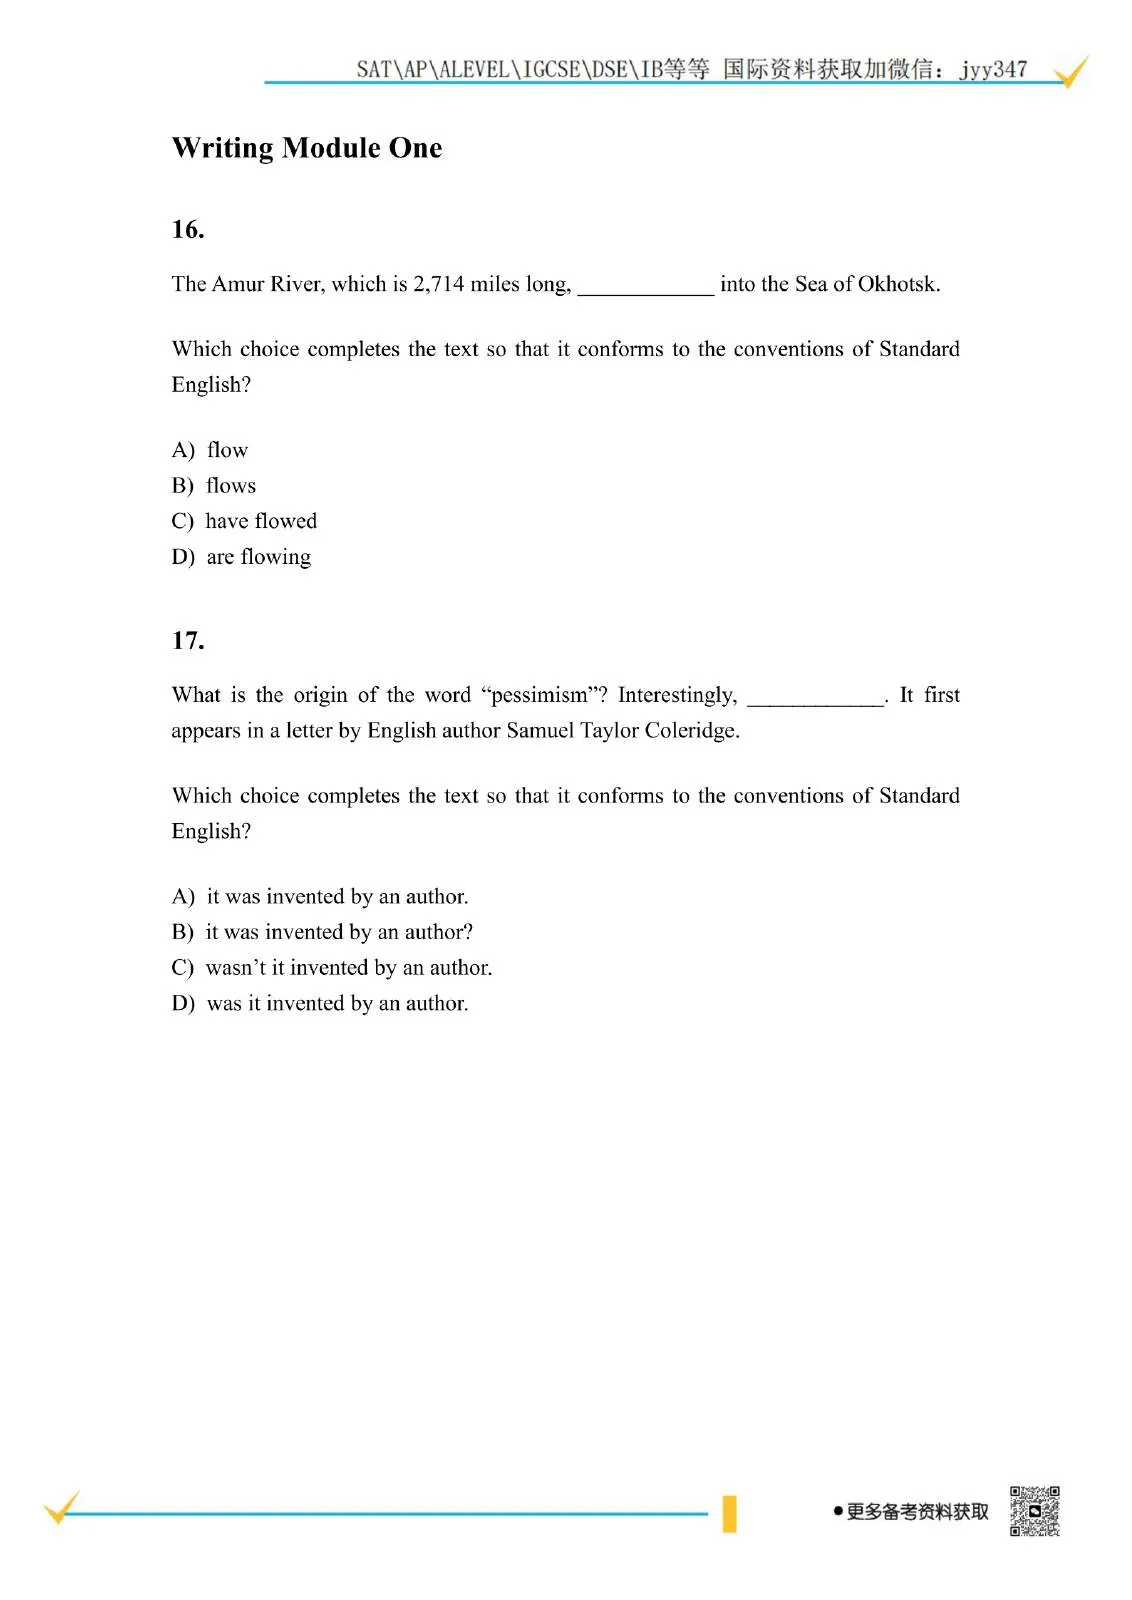 SAT\AP\ALEVEL\IGCSE\DSE\IB等等 国际资料获取加微信：jyy347
Writing Module One
16.
The Amur River, which is 2,714 miles long, ____________ into the Sea of Okhotsk.
Which choice completes the text so that it conforms to the conventions of Standard
English?
A) flow
B) flows
C) have flowed
D) are flowing
17.
What is the origin of the word “pessimism”? Interestingly, ____________. It first
appears in a letter by English author Samuel Taylor Coleridge.
Which choice completes the text so that it conforms to the conventions of Standard
English?
A) it was invented by an author.
B) it was invented by an author?
C) wasn’t it invented by an author.
D) was it invented by an author.
●更多备考资料获取